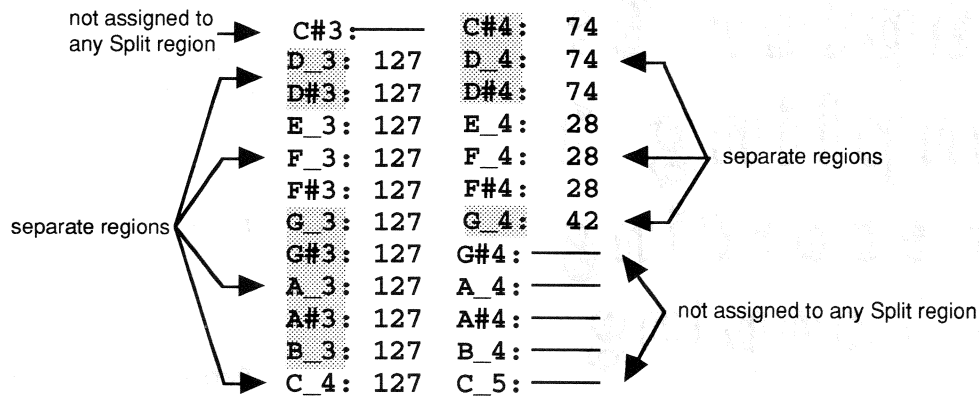 not assigned to
any Split region
C#3: C#4: 74
D_3: 127 D_4: 74
D#3: 127 D#4: 74
E_3: 127 E_4: 28
F_3: 127 F_4: 28
separate regions
F#3: 127 F#4: 28
separate regions
G_3: 127 G_4: 42
G#3: 127 G#4:
A_3: 127 A_4:
A#3: 127 A#4:
not assigned to any Split region
B_3: 127 B_4:
C_4: 127 C_5: